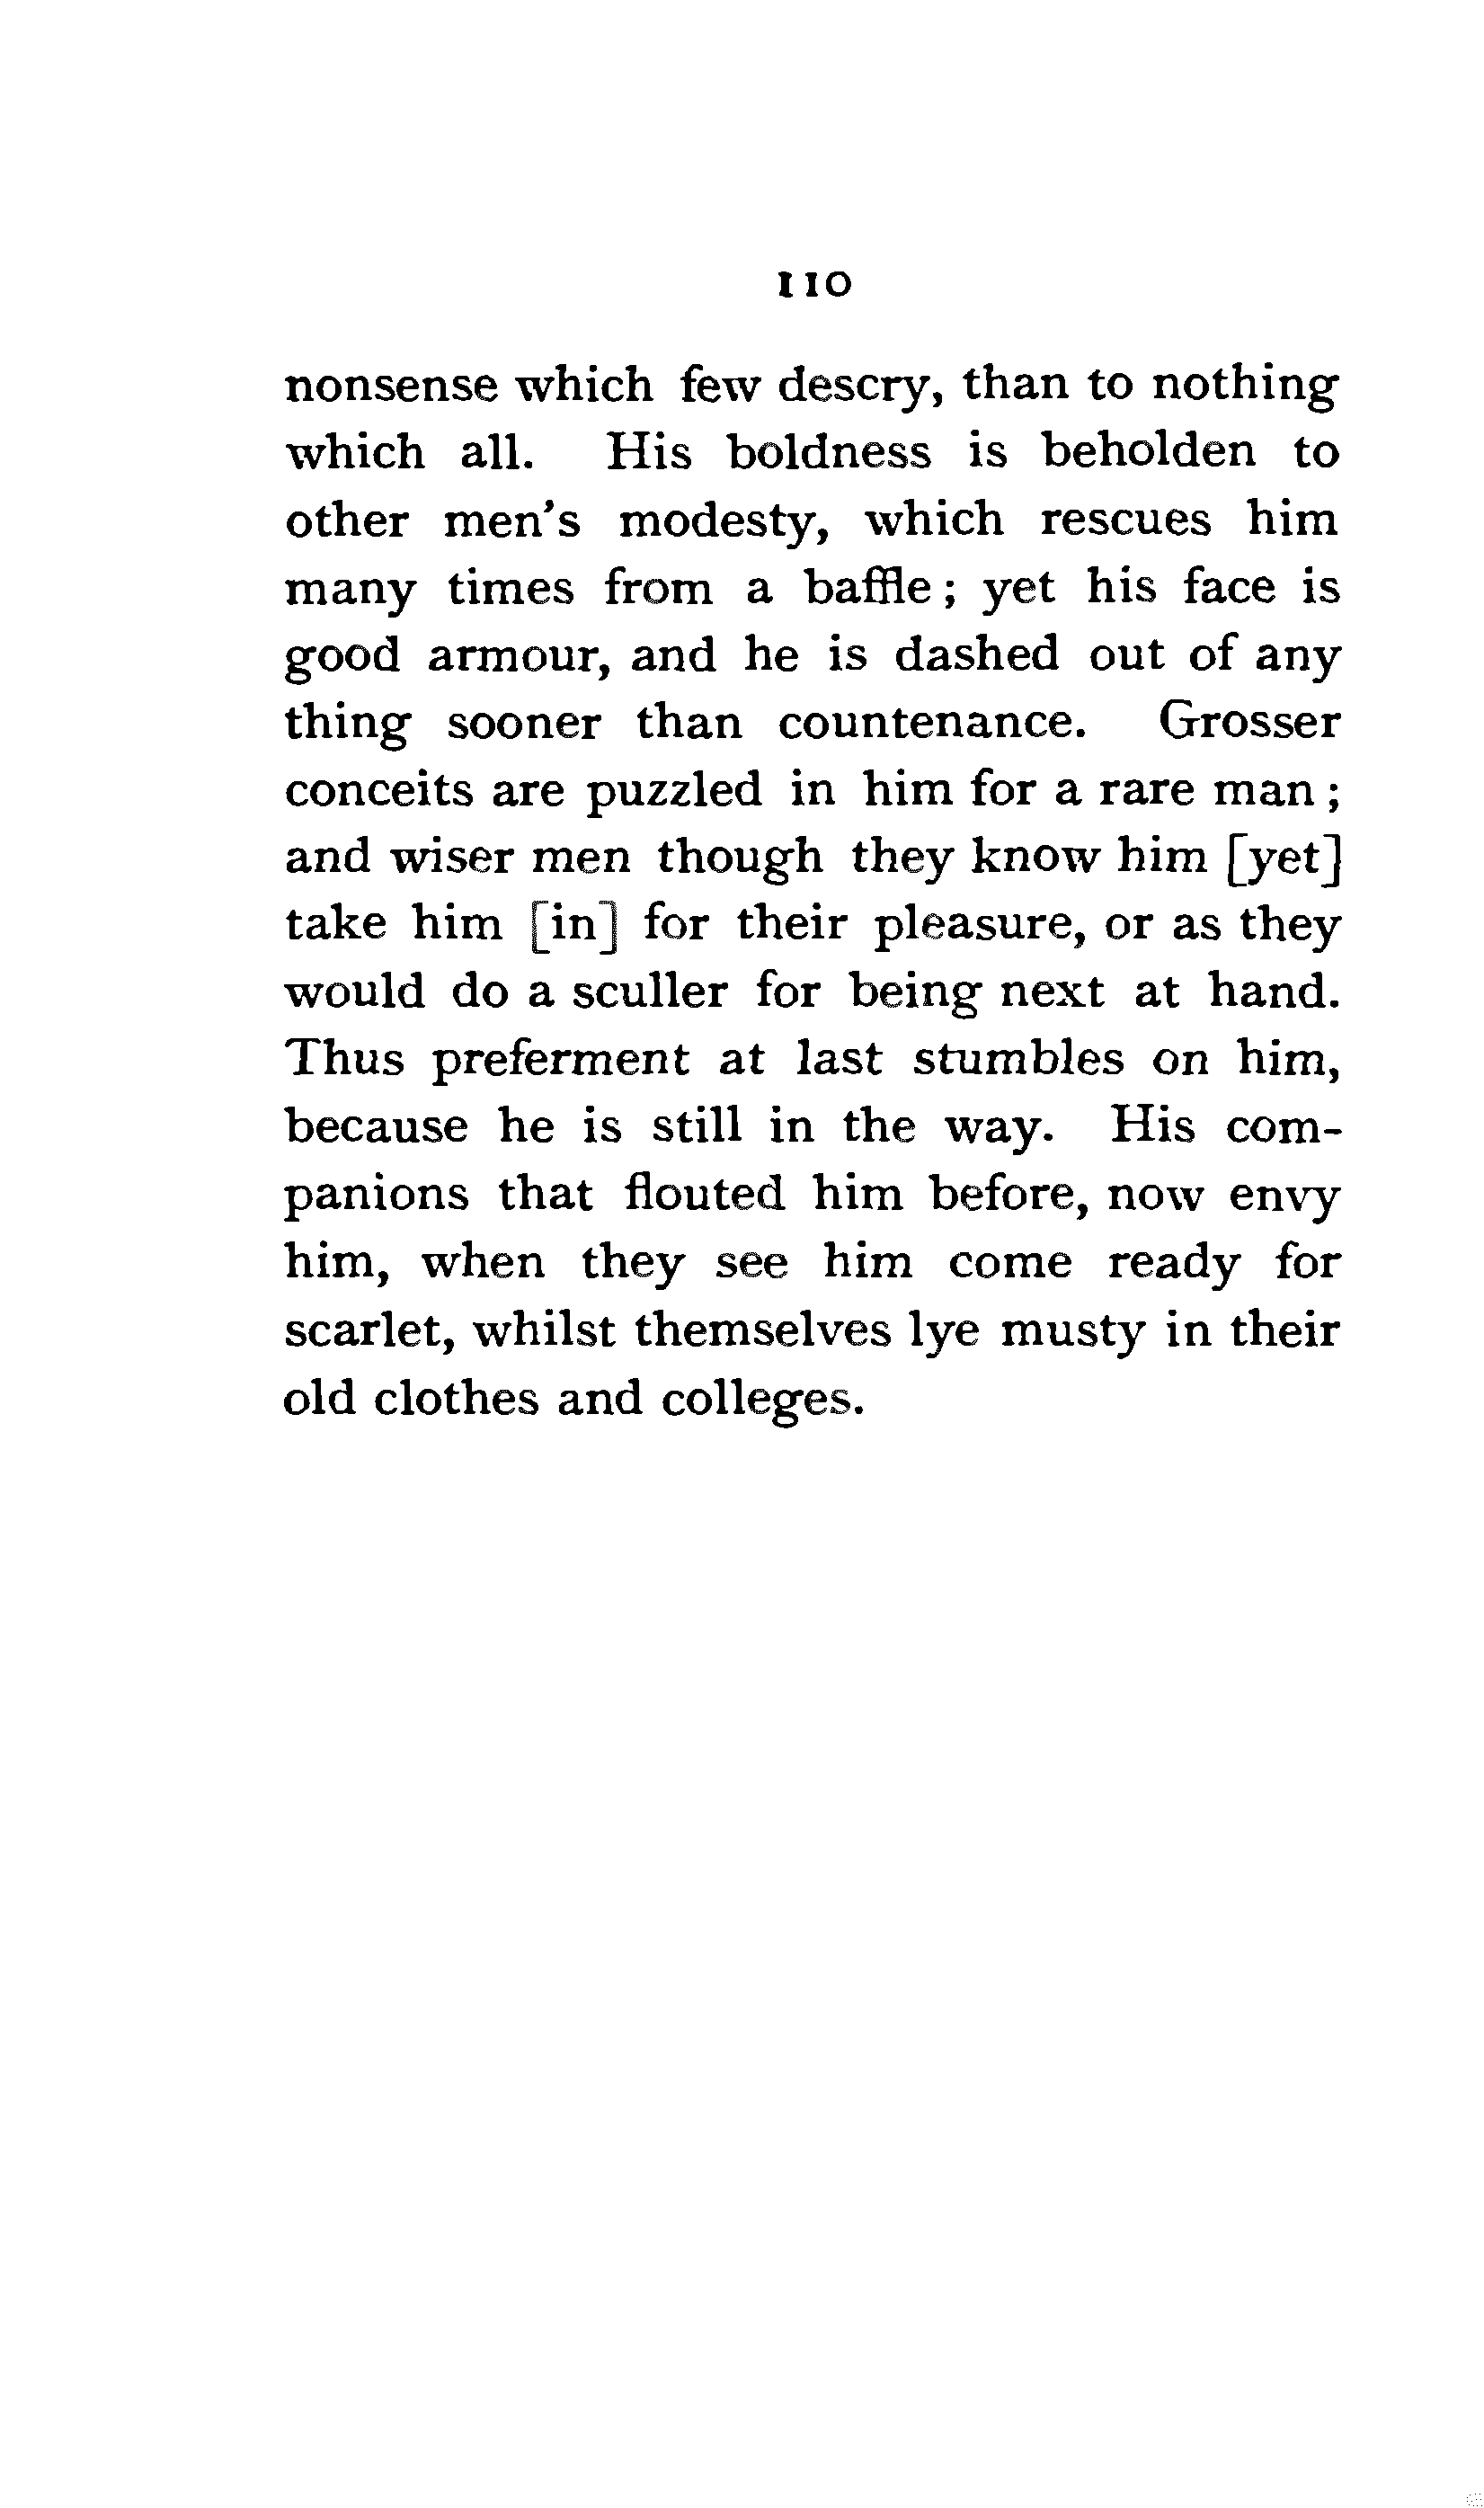 110
nonsense which few descry, than to nothing
which all. His boldness is beholden to
other men's modesty, which rescues him
many times from a baffle ; yet his face is
good armour, and he is dashed out of any
thing sooner than countenance. Grosser
conceits are puzzled in him for a rare man ;
and wiser men though they know him [yet]
take him [in] for their pleasure, or as they
would do a sculler for being next at hand.
Thus preferment at last stumbles on him,
because he is still in the way. His com-
panions that flouted him before, now envy
him, when they see him come ready for
scarlet, whilst themselves lye musty in their
old clothes and colleges.